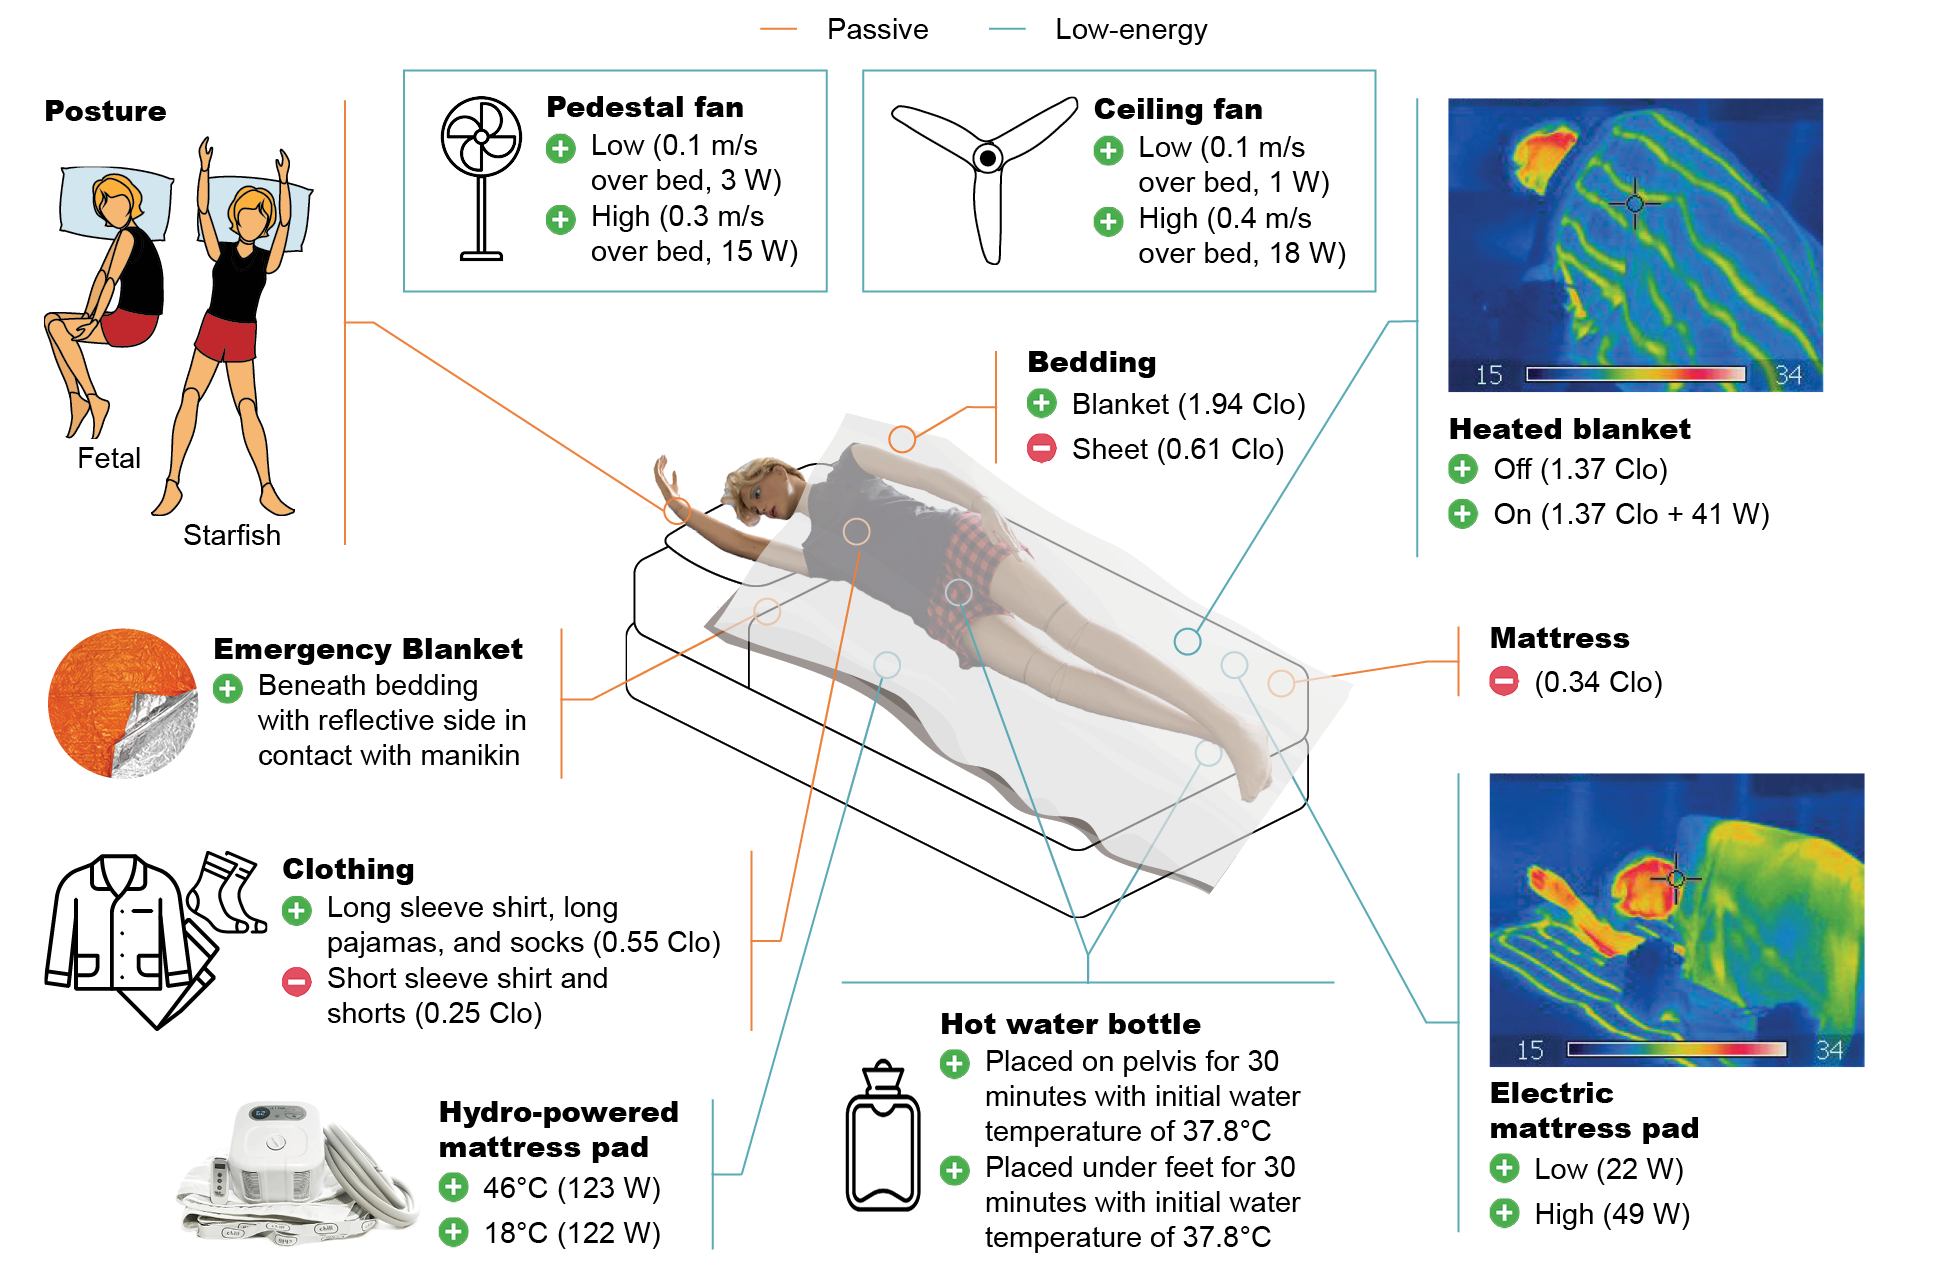 Passive
Low-energy
Posture
Fetal
Starfish
Pedestal fan
Low (0.1 m/s
over bed, 3 W)
High (0.3 m/s
over bed, 15 W)
Ceiling fan
Low (0.1 m/s
over bed, 1 W)
High (0.4 m/s
over bed, 18 W)
15
34
Heated blanket
Off (1.37 Clo)
On (1.37 Clo + 41 W)
Bedding
Blanket (1.94 Clo)
Sheet (0.61 Clo)
Emergency Blanket
Beneath bedding
with reflective side in
contact with manikin
Mattress
(0.34 Clo)
Clothing
Long sleeve shirt, long
pajamas, and socks (0.55 Clo)
Short sleeve shirt and
shorts (0.25 Clo)
Hydro-powered
mattress pad
46°C (123 W)
18°C (122 W)
Hot water bottle
Placed on pelvis for 30
minutes with initial water
temperature of 37.8°C
Placed under feet for 30
minutes with initial water
temperature of 37.8°C
15
34
Electric
mattress pad
Low (22 W)
High (49 W)